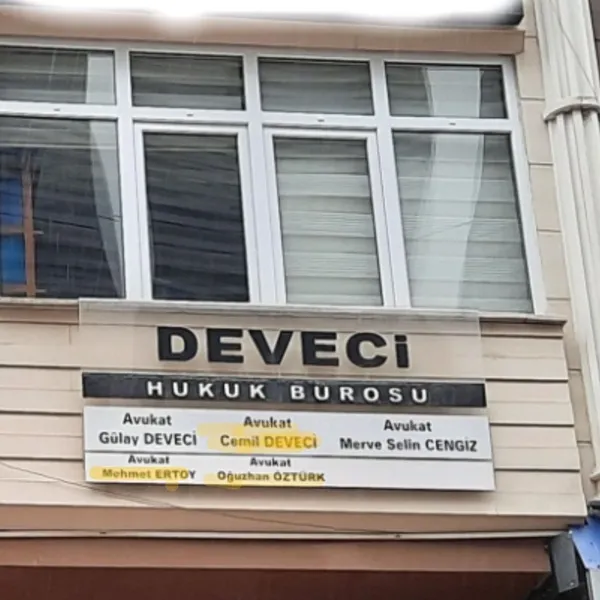 DEVECi
HUKUK BÜROSU
Avukat Avukat Avukat
Gülay DEVECİ Cemil DEVECİ Merve Selin CENGİZ
Avukat Avukat
Mehmet ERTOY Oğuzhan ÖZTÜRK